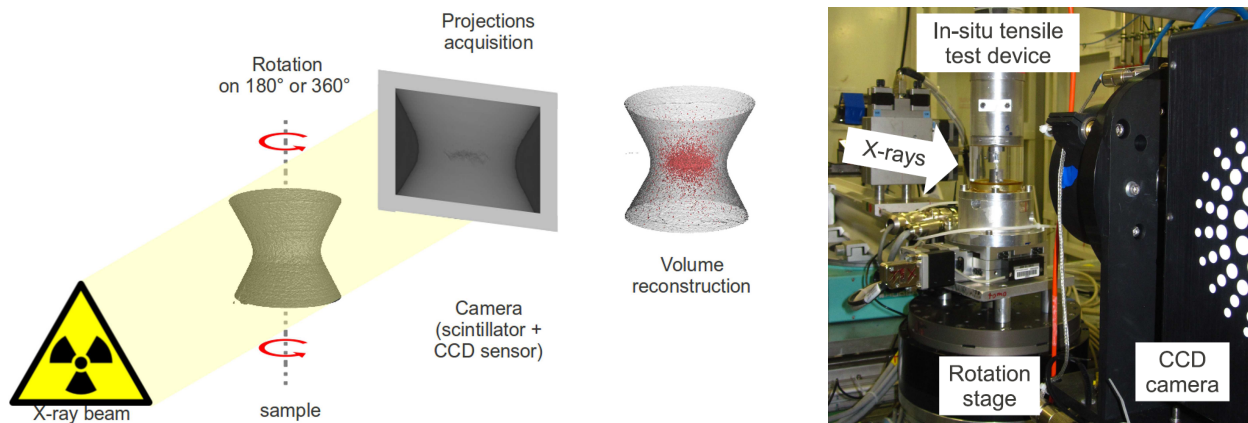 Projections
acquisition
Rotation
on 180° or 360°
X-ray beam
sample
Camera
(scintillator +
CCD sensor)
Volume
reconstruction
In-situ tensile
test device
X-rays
Rotation
stage
CCD
camera